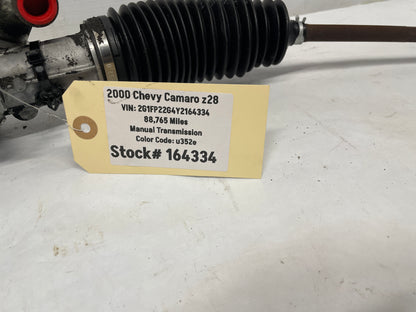 2000 Chevy Camaro z28
VIN: 2G1FP22G4Y2164334
88,765 Miles
Manual Transmission
Color Code: u352e
Stock# 164334